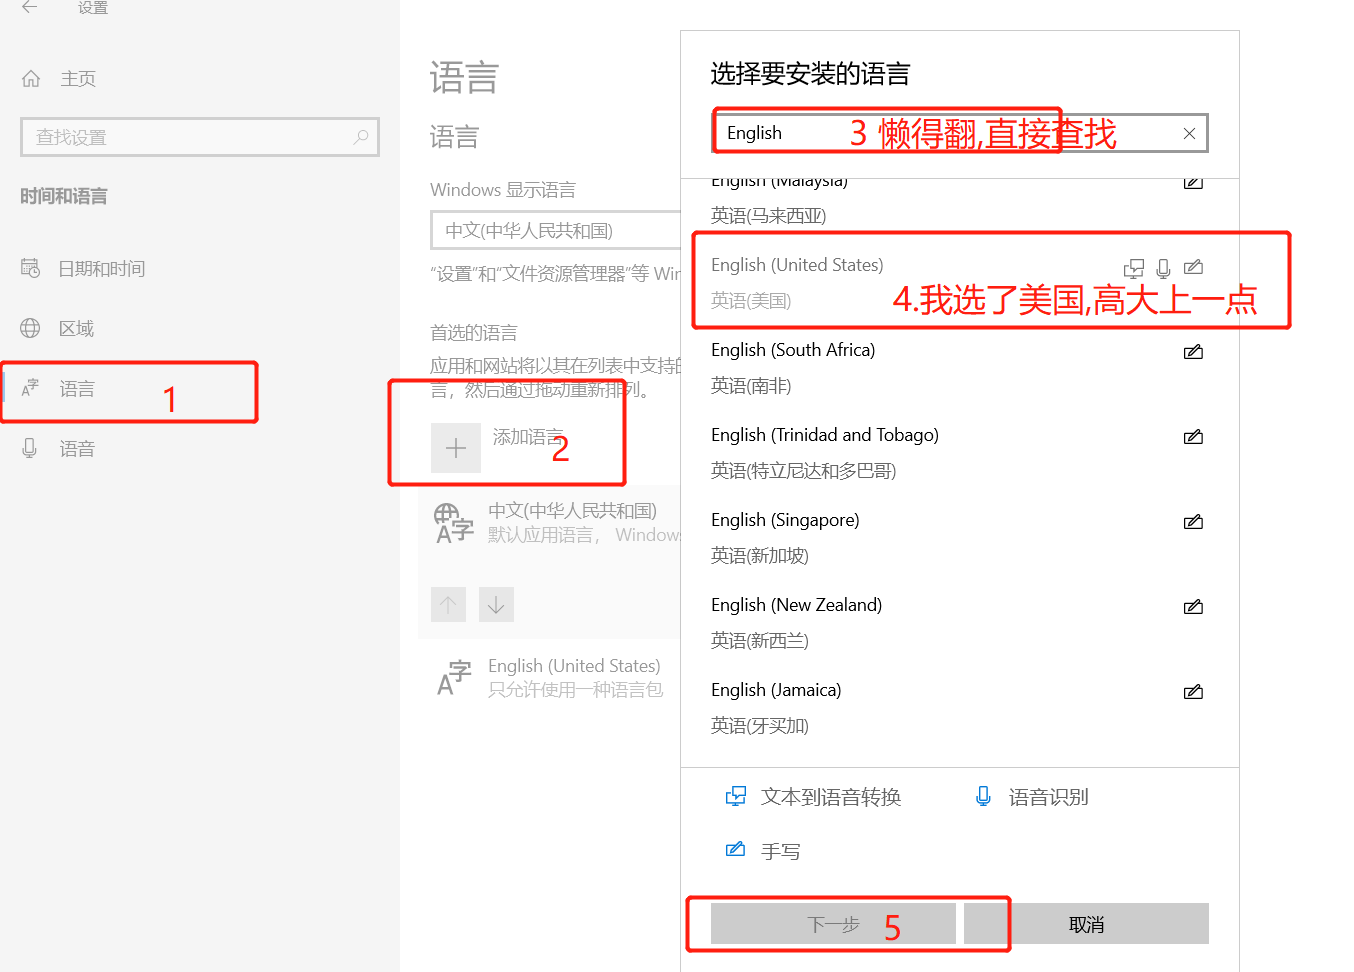 设置
主页
查找设置
时间和语言
日期和时间
区域
语言
1
语音
语言
语言
Windows 显示语言
中文(中华人民共和国)
“设置”和“文件资源管理器”等 Win
首选的语言
应用和网站将以其在列表中支持的
言，然后通过拖动重新排列。
添加语言
2
中文(中华人民共和国)
默认应用语言， Window
English (United States)
只允许使用一种语言包
选择要安装的语言
English
3 懒得翻,直接查找
English (Malaysia)
英语(马来西亚)
English (United States)
英语(美国)
4.我选了美国,高大上一点
English (South Africa)
英语(南非)
English (Trinidad and Tobago)
英语(特立尼达和多巴哥)
English (Singapore)
英语(新加坡)
English (New Zealand)
英语(新西兰)
English (Jamaica)
英语(牙买加)
文本到语音转换
语音识别
手写
下一步
5
取消